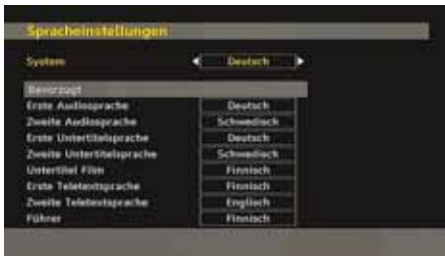 Spracheinstellungen
System Deutsch
Bevorzugt
Erste Audiosprache Deutsch
Zweite Audiosprache Schwedisch
Erste Untertitelsprache Deutsch
Zweite Untertitelsprache Schwedisch
Untertitel Film Finnisch
Erste Teletextsprache Finnisch
Zweite Teletextsprache Englisch
Führer Finnisch